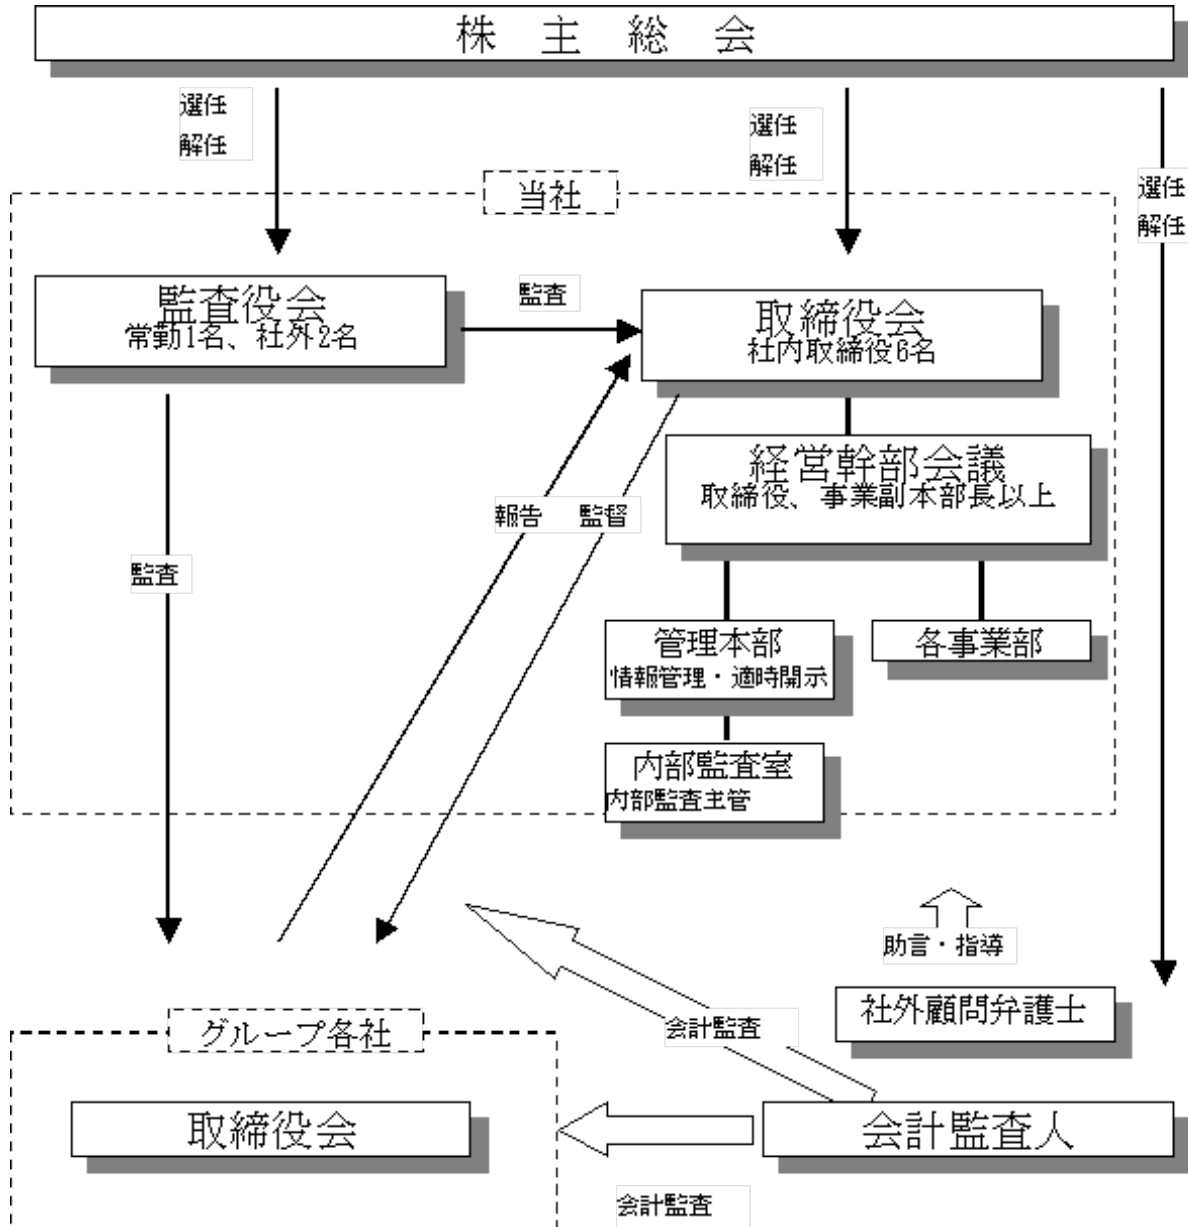 株 主 総 会
選任
解任
選任
解任
選任
解任
当社
監査役会
常勤1名、社外2名
監査
取締役会
社内取締役6名
経営幹部会議
取締役、事業副本部長以上
報告
監督
監査
管理本部
情報管理・適時開示
各事業部
内部監査室
内部監査主管
助言・指導
社外顧問弁護士
グループ各社
会計監査
取締役会
会計監査人
会計監査